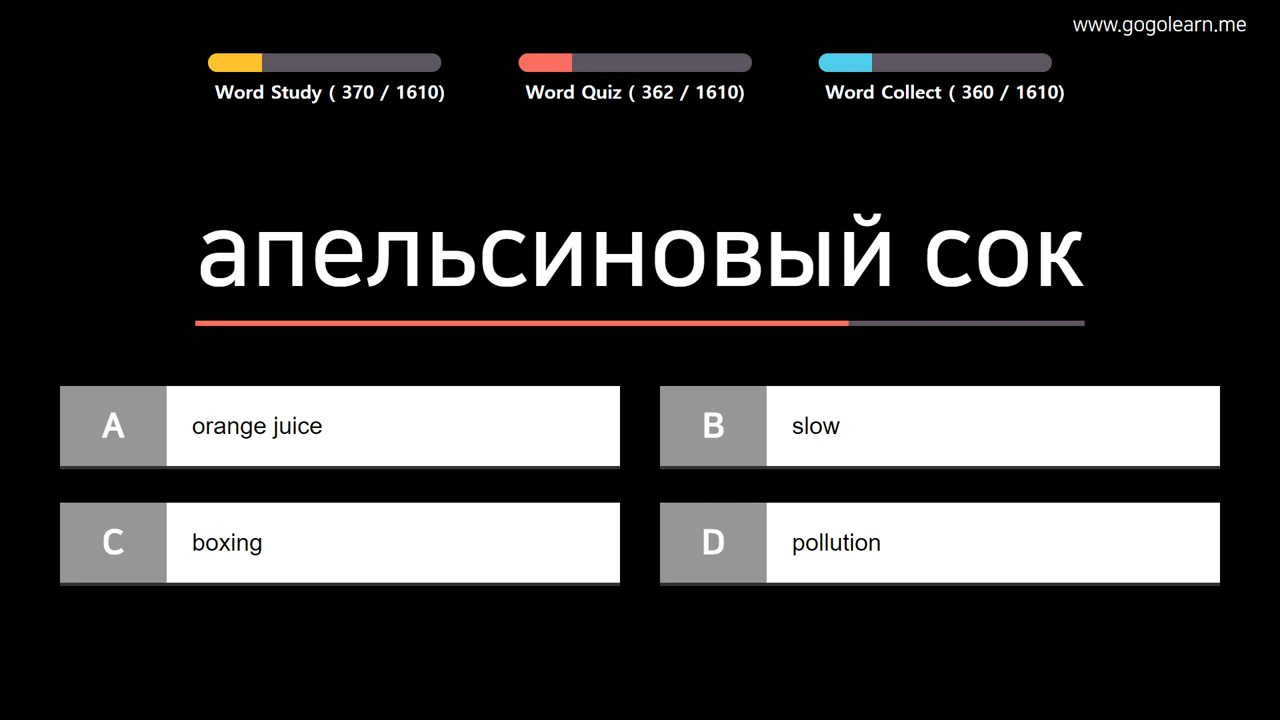 www.gogolearn.me
Word Study ( 370 / 1610)
Word Quiz ( 362 / 1610)
Word Collect ( 360 / 1610)
апельсиновый сок
A orange juice
B slow
C boxing
D pollution